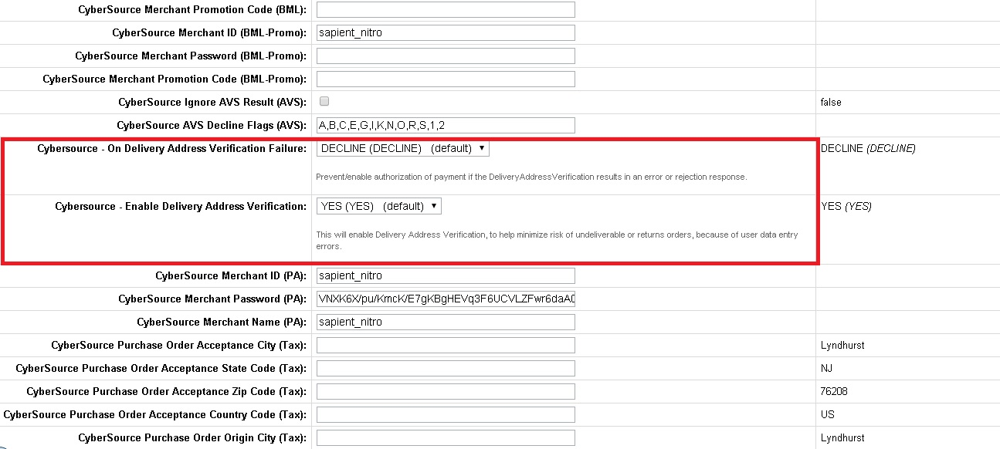 CyberSource Merchant Promotion Code (BML):
CyberSource Merchant ID (BML-Promo): sapient_nitro
CyberSource Merchant Password (BML-Promo):
CyberSource Merchant Promotion Code (BML-Promo):
CyberSource Ignore AVS Result (AVS): false
CyberSource AVS Decline Flags (AVS): A,B,C,E,G,I,K,N,O,R,S,1,2
Cybersource - On Delivery Address Verification Failure: DECLINE (DECLINE) (default) DECLINE (DECLINE)
Prevent/enable authorization of payment if the DeliveryAddressVerification results in an error or rejection response.
Cybersource - Enable Delivery Address Verification: YES (YES) (default) YES (YES)
This will enable Delivery Address Verification, to help minimize risk of undeliverable or returns orders, because of user data entry
errors.
CyberSource Merchant ID (PA): sapient_nitro
CyberSource Merchant Password (PA): VNXK6X/pu/KmcK/E7gKBgHEVq3F6UCVLZFwr6daA0
CyberSource Merchant Name (PA): sapient_nitro
CyberSource Purchase Order Acceptance City (Tax): Lyndhurst
CyberSource Purchase Order Acceptance State Code (Tax): NJ
CyberSource Purchase Order Acceptance Zip Code (Tax): 76208
CyberSource Purchase Order Acceptance Country Code (Tax): US
CyberSource Purchase Order Origin City (Tax): Lyndhurst